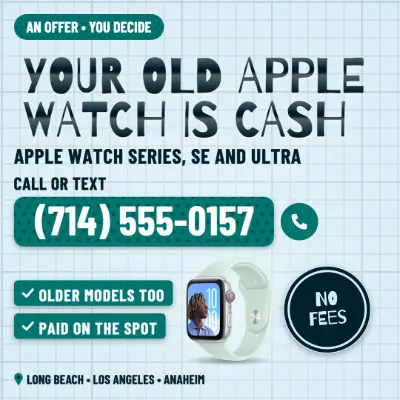 AN OFFER • YOU DECIDE
YOUR OLD APPLE
WATCH IS CASH
APPLE WATCH SERIES, SE AND ULTRA
CALL OR TEXT
(714) 555-0157
OLDER MODELS TOO
PAID ON THE SPOT
NO
FEES
LONG BEACH • LOS ANGELES • ANAHEIM